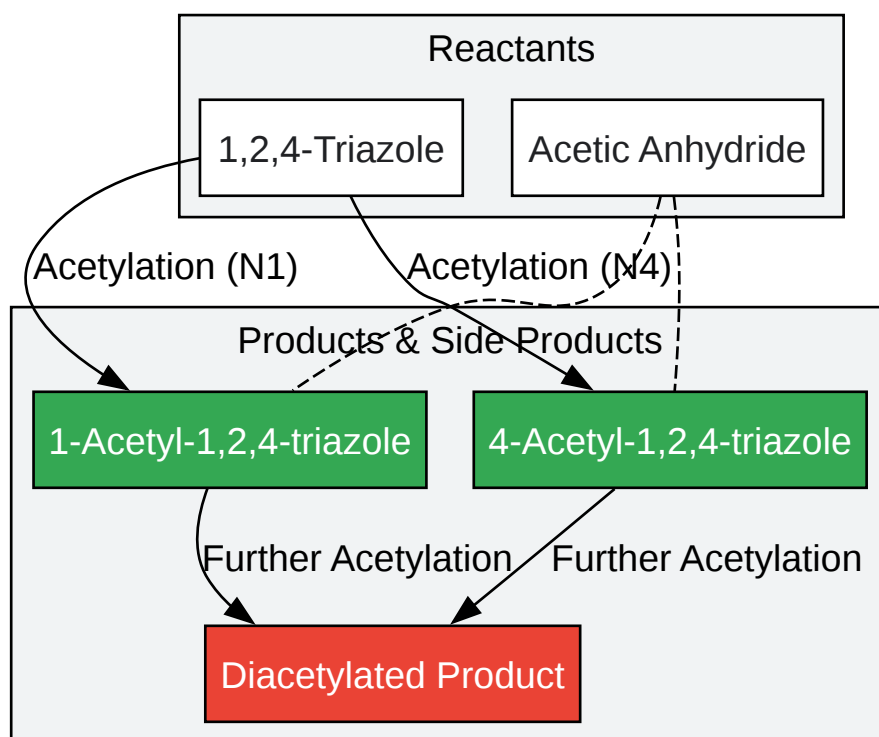 Reactants
1,2,4-Triazole
Acetic Anhydride
Acetylation (N1)
Acetylation (N4)
Products & Side Products
1-Acetyl-1,2,4-triazole
4-Acetyl-1,2,4-triazole
Further Acetylation
Further Acetylation
Diacetylated Product